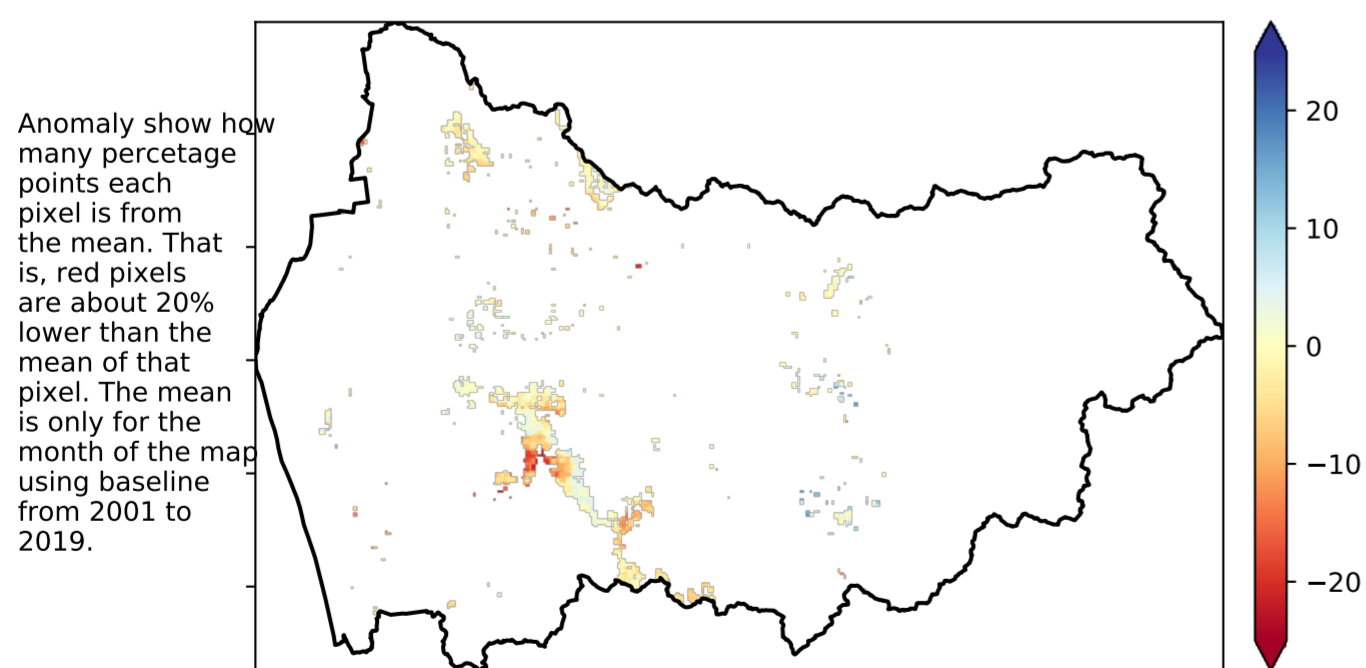 Anomaly show how
many percetage
points each
pixel is from
the mean. That
is, red pixels
are about 20%
lower than the
mean of that
pixel. The mean
is only for the
month of the map
using baseline
from 2001 to
2019.
20
10
0
−10
−20